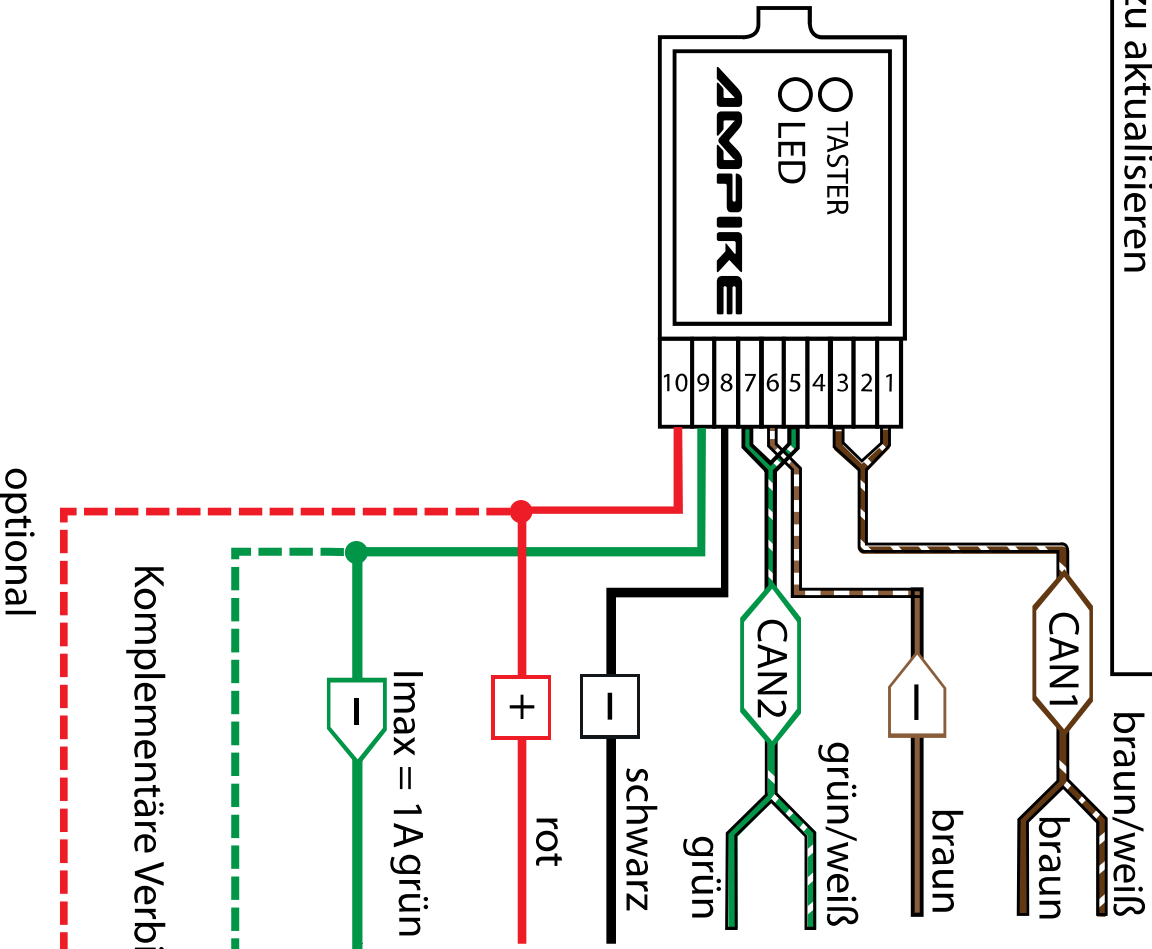 zu aktualisieren
TASTER
LED
AMPIRE
10 9 8 7 6 5 4 3 2 1
CAN1
braun/weiß
braun
−
braun
CAN2
grün/weiß
grün
−
schwarz
+
rot
−
Imax = 1A grün
Komplementäre Verbi
optional